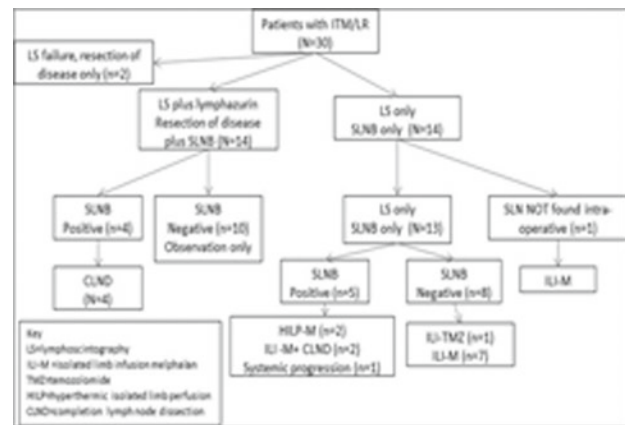 Patients with ITM/LR
(N=30)
LS failure, resection of
disease only (n=2)
LS plus lymphazurin
Resection of disease
plus SLNB (N=14)
LS only
SLNB only (N=14)
SLNB
Positive (n=4)
SLNB
Negative (n=10)
Observation only
LS only
SLNB only (N=13)
SLN NOT found intra-
operative (n=1)
CLND
(N=4)
SLNB
Positive (n=5)
SLNB
Negative (n=8)
ILI-M
HILP-M (n=2)
ILI -M+ CLND (n=2)
Systemic progression (n=1)
ILI-TMZ (n=1)
ILI-M (n=7)
Key
LS=lymphoscintography
ILI-M =isolated limb infusion melphalan
TMZ=temozolomide
HILP=hyperthermic isolated limb perfusion
CLND=completion lymph node dissection